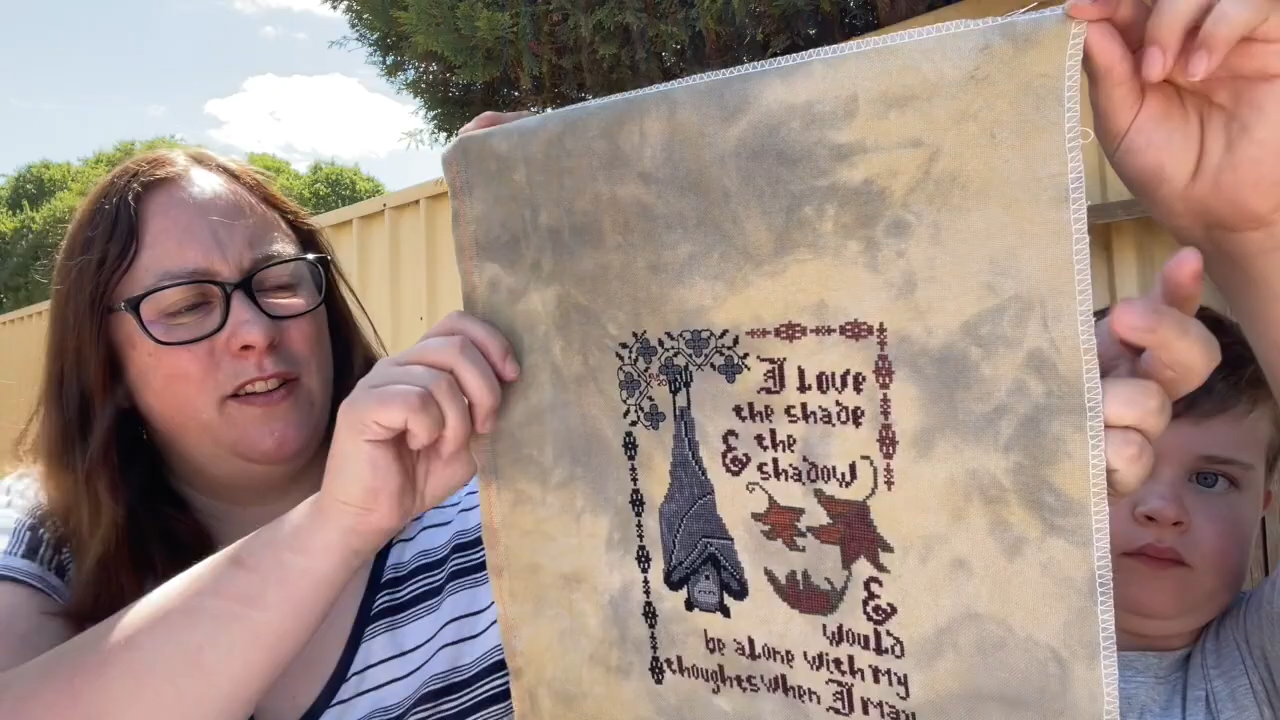 I love
the shade
& the
shadow
&
would
be alone with my
thoughts when I may